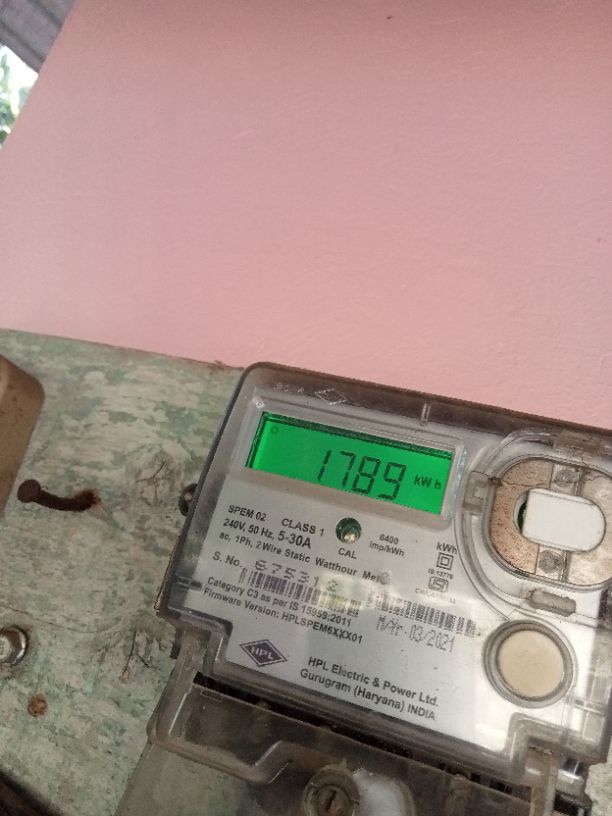 1789 kWh
SPEM 02 CLASS 1
240V, 50 Hz, 5-30A
6400
imp/kWh
kWh
CAL
ac, 1Ph, 2 Wire Static Watthour Meter
S. No.
Category C3 as per IS 15959:2011
Firmware Version: HPLSPEM6XXX01
03/2021
HPL
HPL Electric & Power Ltd.
Gurugram (Haryana) INDIA